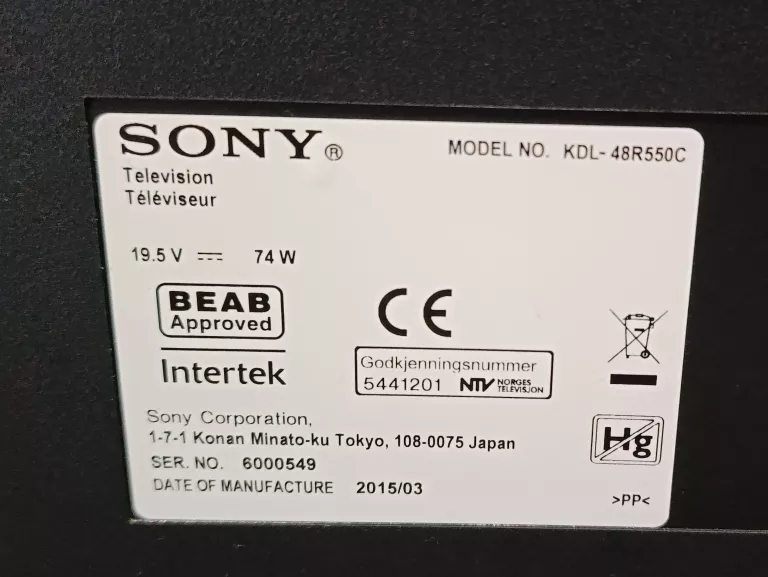 SONY®
MODEL NO. KDL-48R550C
Television
Téléviseur
19.5 V 74 W
BEAB
Approved
Intertek
CE
Godkjenningsnummer
5441201 NTV NORGES
TELEVISJON
Hg
Sony Corporation,
1-7-1 Konan Minato-ku Tokyo, 108-0075 Japan
SER. NO. 6000549
DATE OF MANUFACTURE 2015/03
>PP<